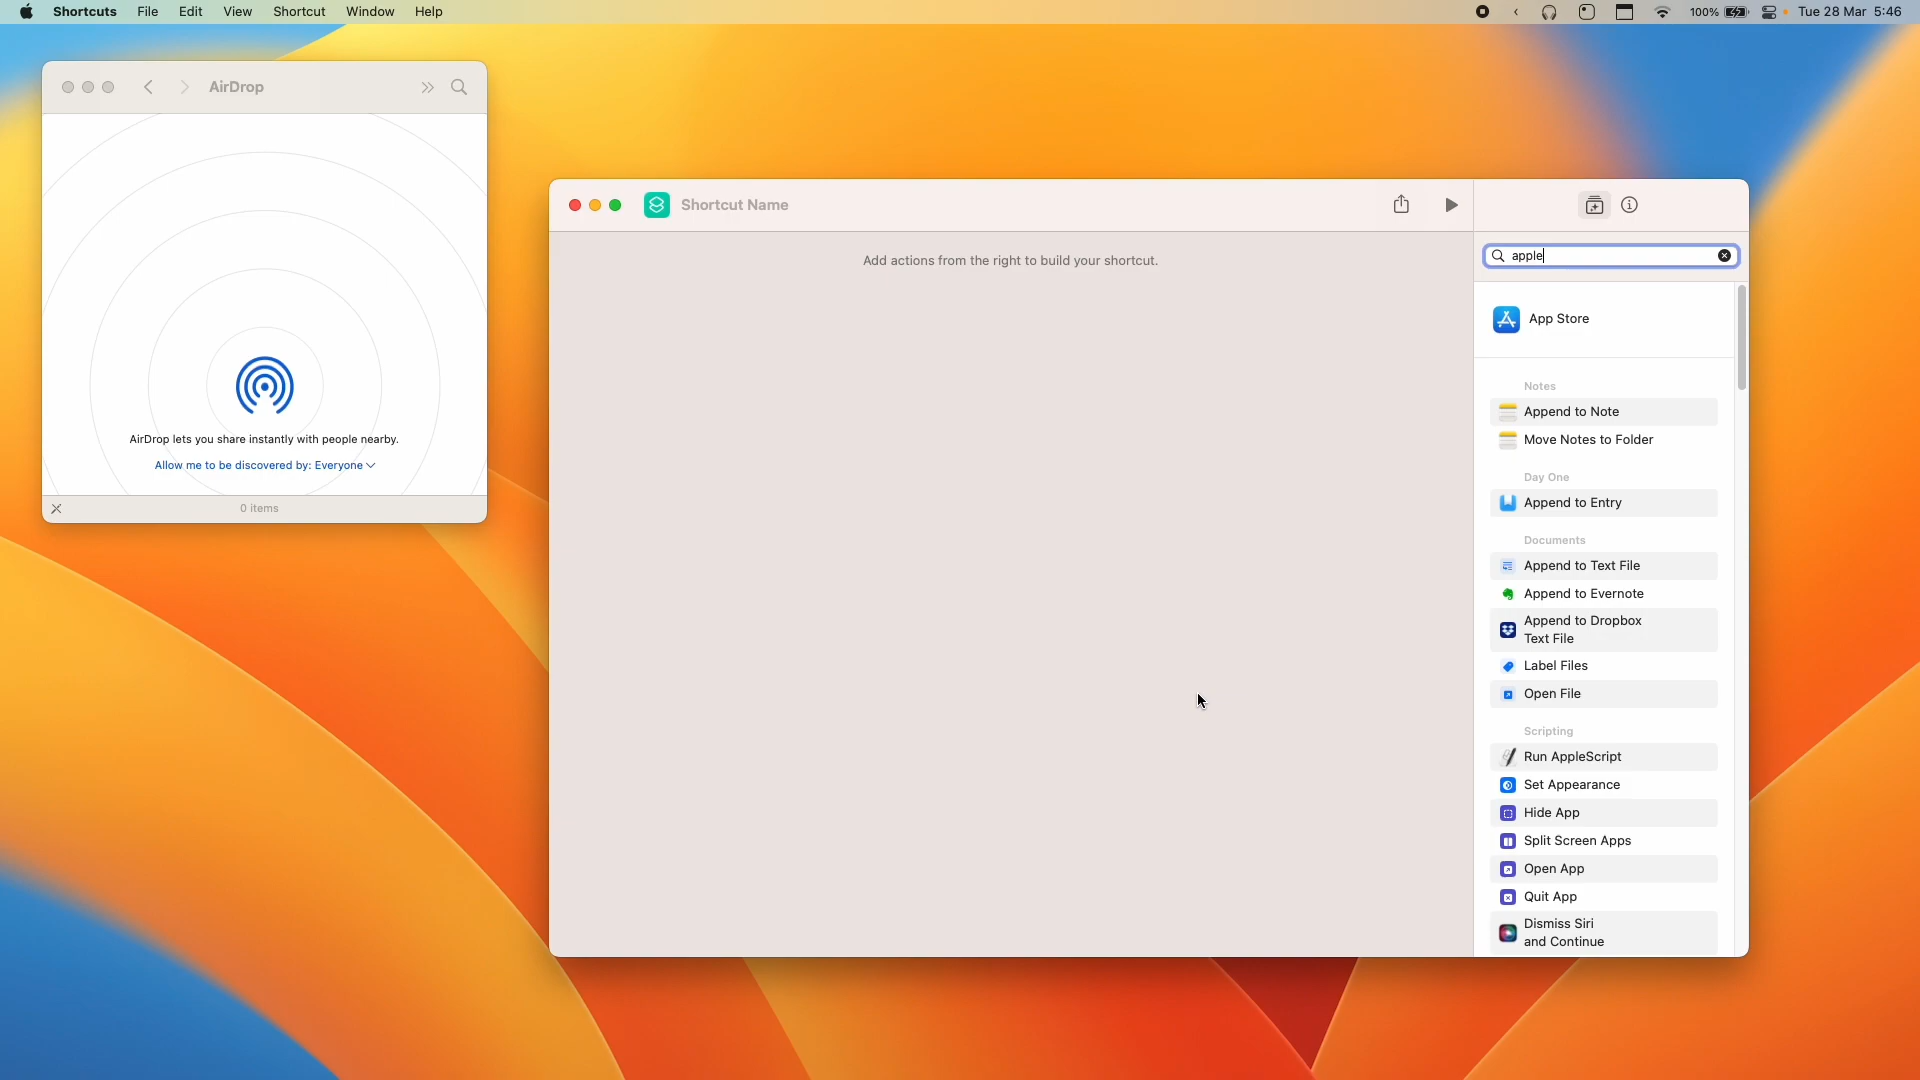 Shortcuts File Edit View Shortcut Window Help 100% Tue 28 Mar 5:46
AirDrop
AirDrop lets you share instantly with people nearby.
Allow me to be discovered by: Everyone
0 items
Shortcut Name
Add actions from the right to build your shortcut.
apple
App Store
Notes
Append to Note
Move Notes to Folder
Day One
Append to Entry
Documents
Append to Text File
Append to Evernote
Append to Dropbox
Text File
Label Files
Open File
Scripting
Run AppleScript
Set Appearance
Hide App
Split Screen Apps
Open App
Quit App
Dismiss Siri
and Continue